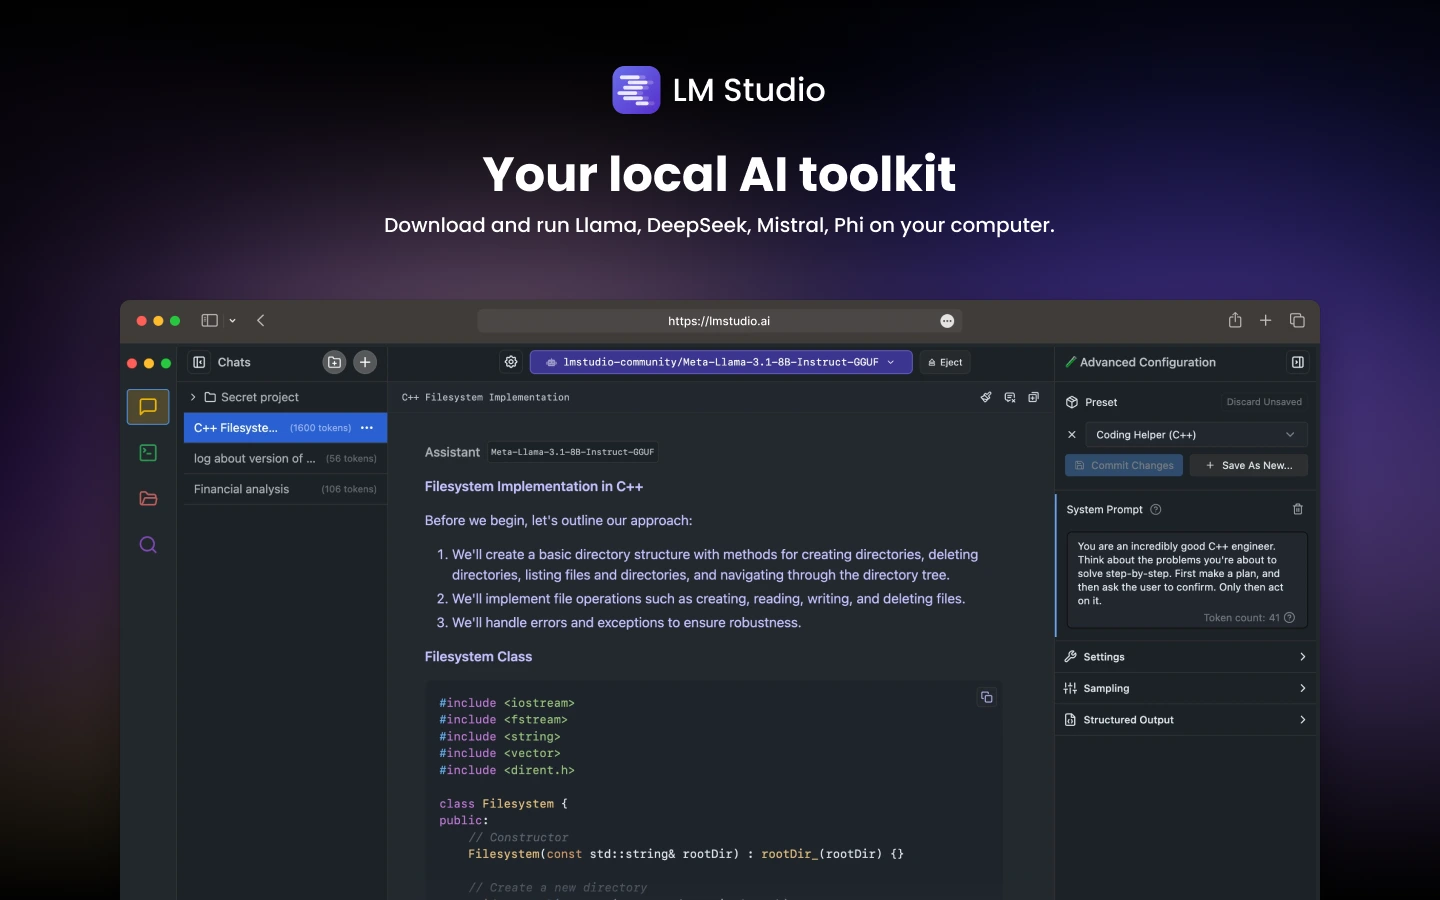 LM Studio
Your local AI toolkit
Download and run Llama, DeepSeek, Mistral, Phi on your computer.
https://lmstudio.ai
Chats
lmstudio-community/Meta-Llama-3.1-8B-Instruct-GGUF
Eject
Advanced Configuration
Secret project
C++ Filesyste... (1600 tokens)
log about version of ... (56 tokens)
Financial analysis (106 tokens)
C++ Filesystem Implementation
Assistant Meta-Llama-3.1-8B-Instruct-GGUF
Filesystem Implementation in C++
Before we begin, let's outline our approach:
1. We'll create a basic directory structure with methods for creating directories, deleting
directories, listing files and directories, and navigating through the directory tree.
2. We'll implement file operations such as creating, reading, writing, and deleting files.
3. We'll handle errors and exceptions to ensure robustness.
Filesystem Class
#include <iostream>
#include <fstream>
#include <string>
#include <vector>
#include <dirent.h>
class Filesystem {
public:
// Constructor
Filesystem(const std::string& rootDir) : rootDir_(rootDir) {}
// Create a new directory
Preset
Discard Unsaved
Coding Helper (C++)
Commit Changes
+ Save As New...
System Prompt
You are an incredibly good C++ engineer.
Think about the problems you're about to
solve step-by-step. First make a plan, and
then ask the user to confirm. Only then act
on it.
Token count: 41
Settings
Sampling
Structured Output